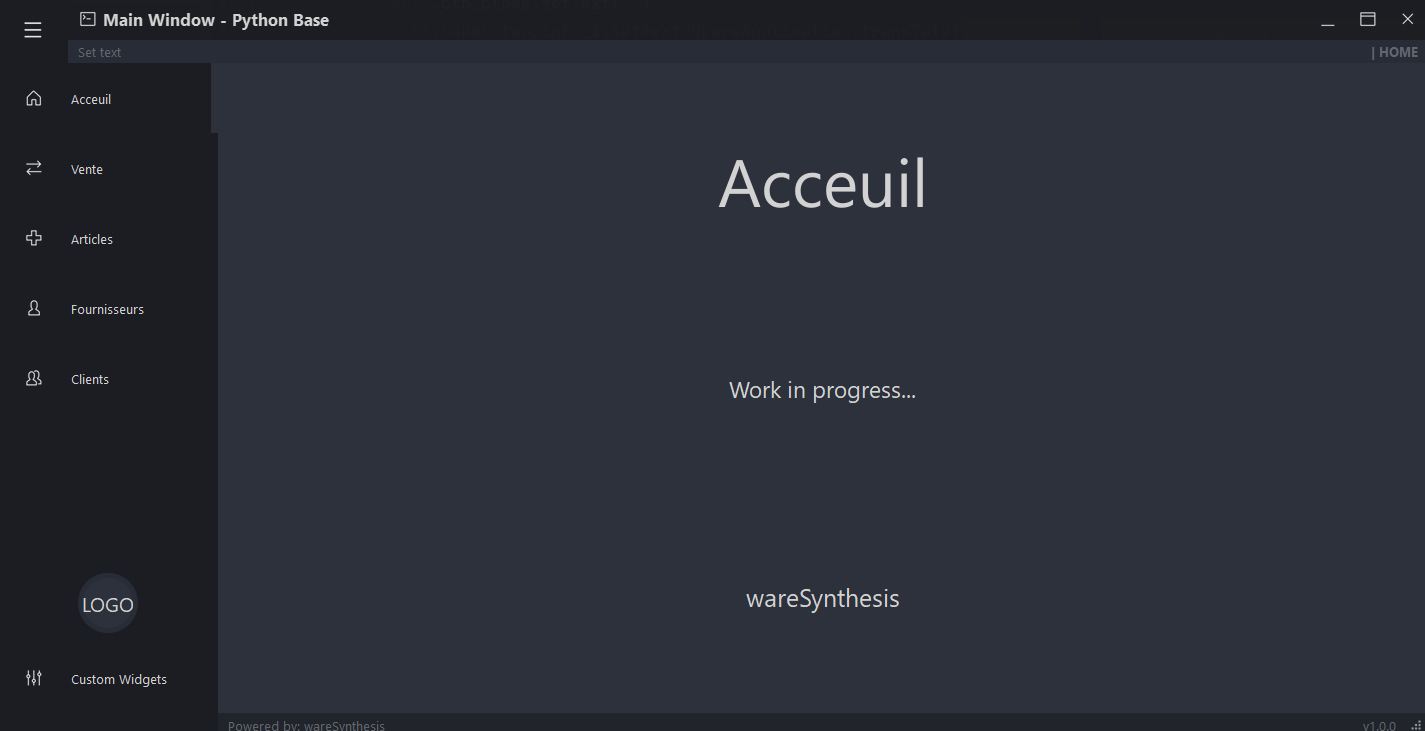 Main Window - Python Base
Set text
| HOME
Acceuil
Vente
Articles
Fournisseurs
Clients
LOGO
Custom Widgets
Acceuil
Work in progress...
wareSynthesis
Powered by: wareSynthesis
v1.0.0